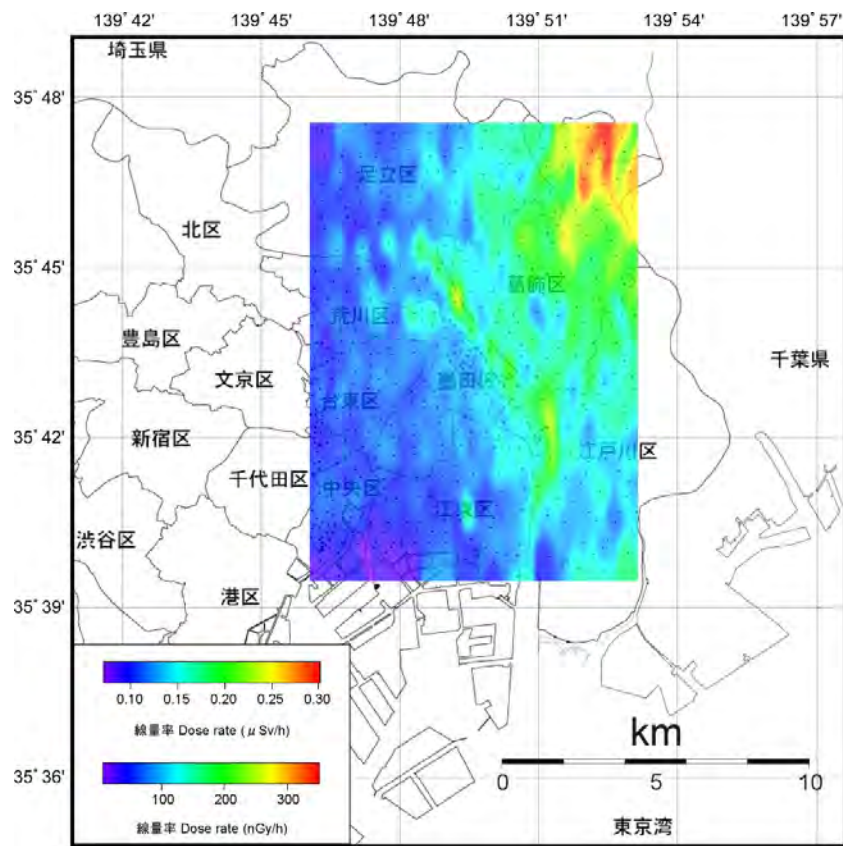 139˚ 42' 139˚ 45' 139˚ 48' 139˚ 51' 139˚ 54' 139˚ 57'
埼玉県
35˚ 48'
足立区
北区
35˚ 45'
葛飾区
荒川区
豊島区
千葉県
文京区
墨田区
台東区
35˚ 42'
新宿区
江戸川区
千代田区
中央区
江東区
渋谷区
35˚ 39'
港区
0.10 0.15 0.20 0.25 0.30
線量率 Dose rate ( μ Sv/h)
km
35˚ 36'
0 5 10
100 200 300
線量率 Dose rate (nGy/h)
東京湾